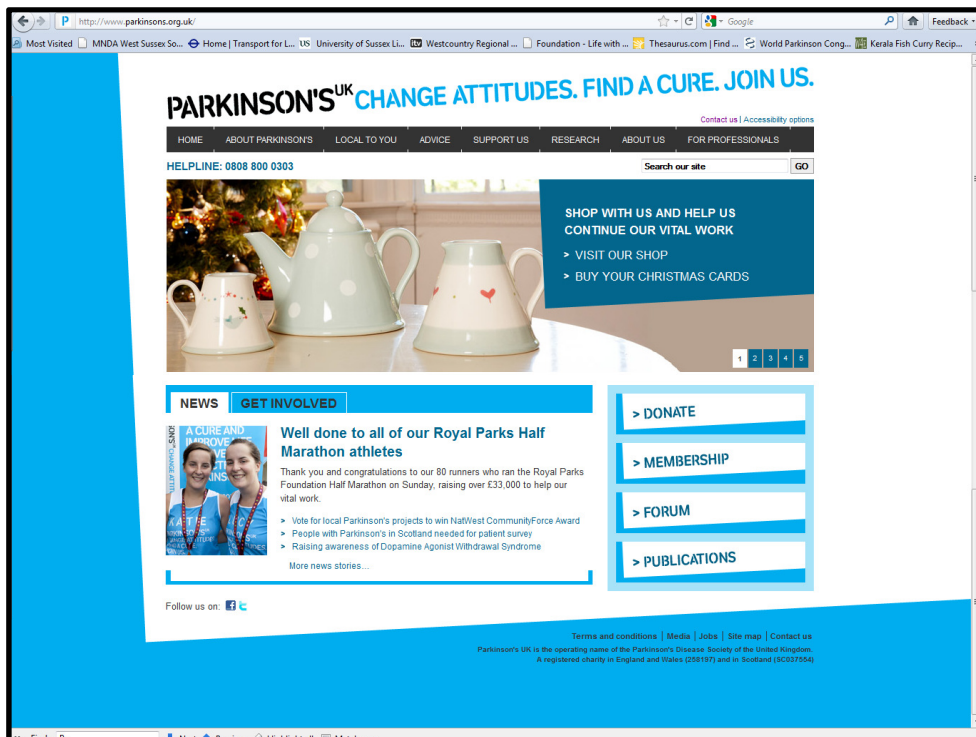 http://www.parkinsons.org.uk/
Google
Feedback
Most Visited MNDA West Sussex So... Home | Transport for L... US University of Sussex Li... itv Westcountry Regional ... Foundation - Life with ... Thesaurus.com | Find ... World Parkinson Cong... Kerala Fish Curry Recip...
PARKINSON'S UK CHANGE ATTITUDES. FIND A CURE. JOIN US.
Contact us | Accessibility options
HOME ABOUT PARKINSON'S LOCAL TO YOU ADVICE SUPPORT US RESEARCH ABOUT US FOR PROFESSIONALS
HELPLINE: 0808 800 0303
Search our site GO
SHOP WITH US AND HELP US
CONTINUE OUR VITAL WORK
> VISIT OUR SHOP
> BUY YOUR CHRISTMAS CARDS
1 2 3 4 5
NEWS GET INVOLVED
Well done to all of our Royal Parks Half
Marathon athletes
Thank you and congratulations to our 80 runners who ran the Royal Parks
Foundation Half Marathon on Sunday, raising over £33,000 to help our
vital work.
> Vote for local Parkinson's projects to win NatWest CommunityForce Award
> People with Parkinson's in Scotland needed for patient survey
> Raising awareness of Dopamine Agonist Withdrawal Syndrome
More news stories...
> DONATE
> MEMBERSHIP
> FORUM
> PUBLICATIONS
Follow us on:
Terms and conditions | Media | Jobs | Site map | Contact us
Parkinson's UK is the operating name of the Parkinson's Disease Society of the United Kingdom.
A registered charity in England and Wales (258197) and in Scotland (SC037554)